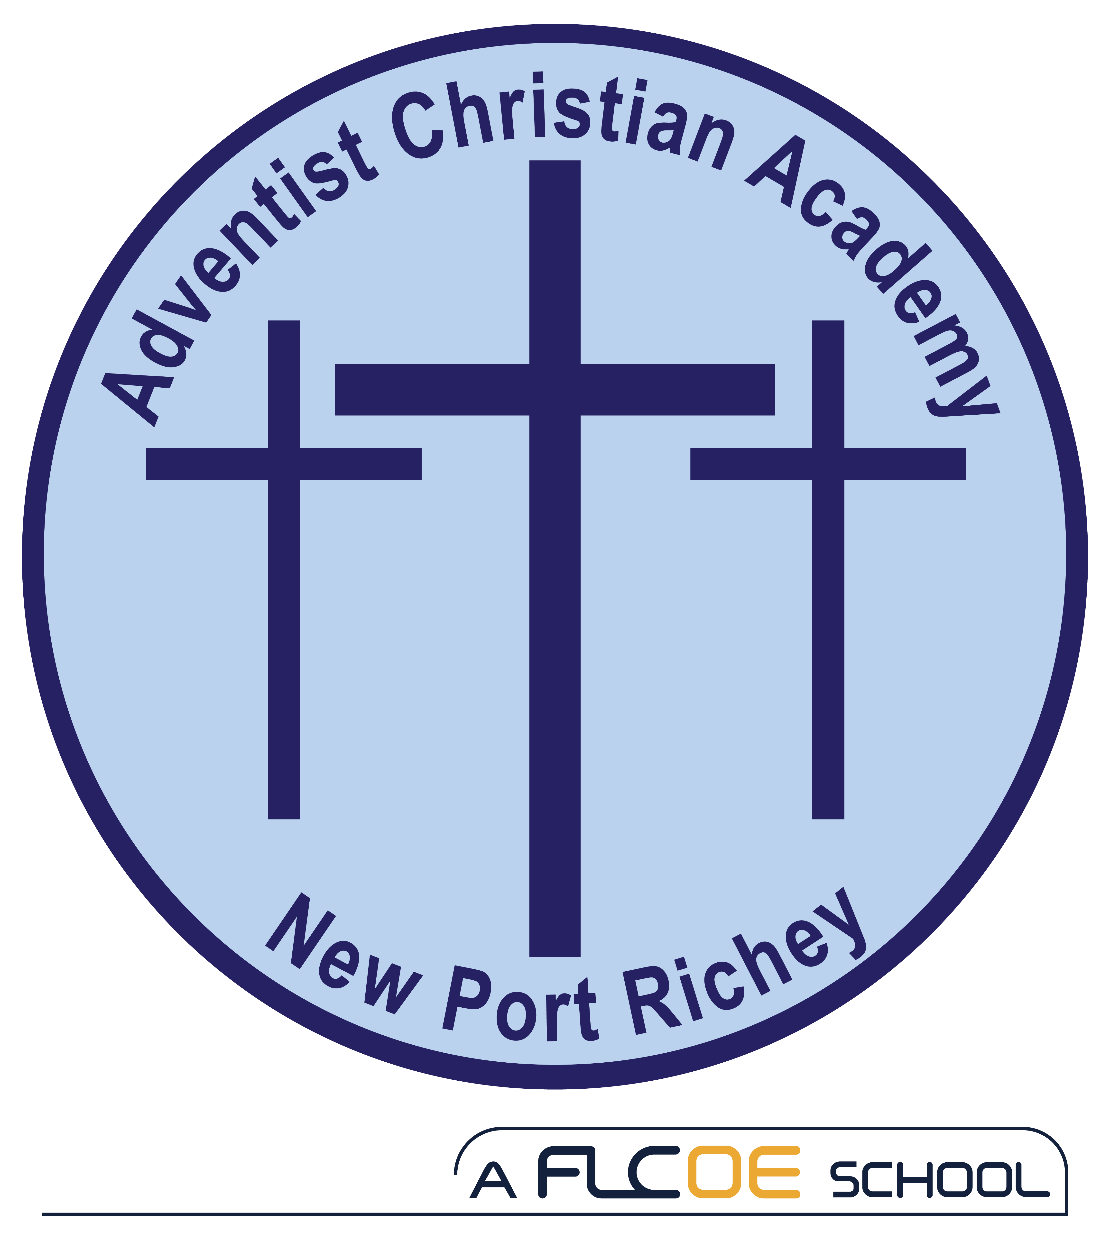 Adventist Christian Academy
New Port Richey
A FLCOE SCHOOL